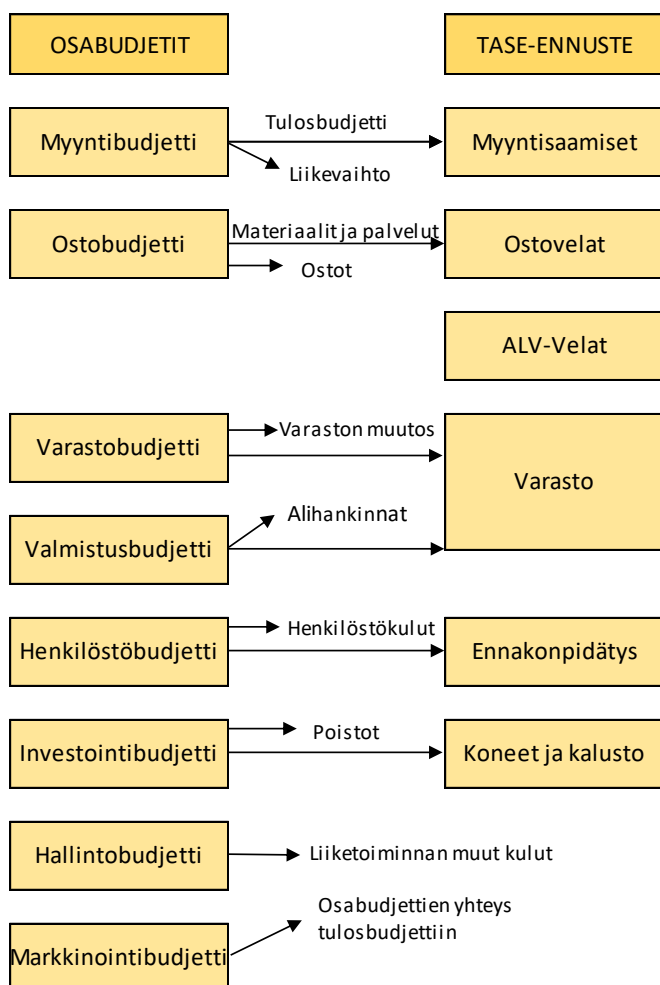 OSABUDJETIT
TASE-ENNUSTE
Myyntibudjetti
Tulosbudjetti
Liikevaihto
Myyntisaamiset
Ostobudjetti
Materiaalit ja palvelut
Ostot
Ostovelat
ALV-Velat
Varastobudjetti
Varaston muutos
Varasto
Valmistusbudjetti
Alihankinnat
Henkilöstöbudjetti
Henkilöstökulut
Ennakonpidätys
Investointibudjetti
Poistot
Koneet ja kalusto
Hallintobudjetti
Liiketoiminnan muut kulut
Markkinointibudjetti
Osabudjettien yhteys
tulosbudjettiin